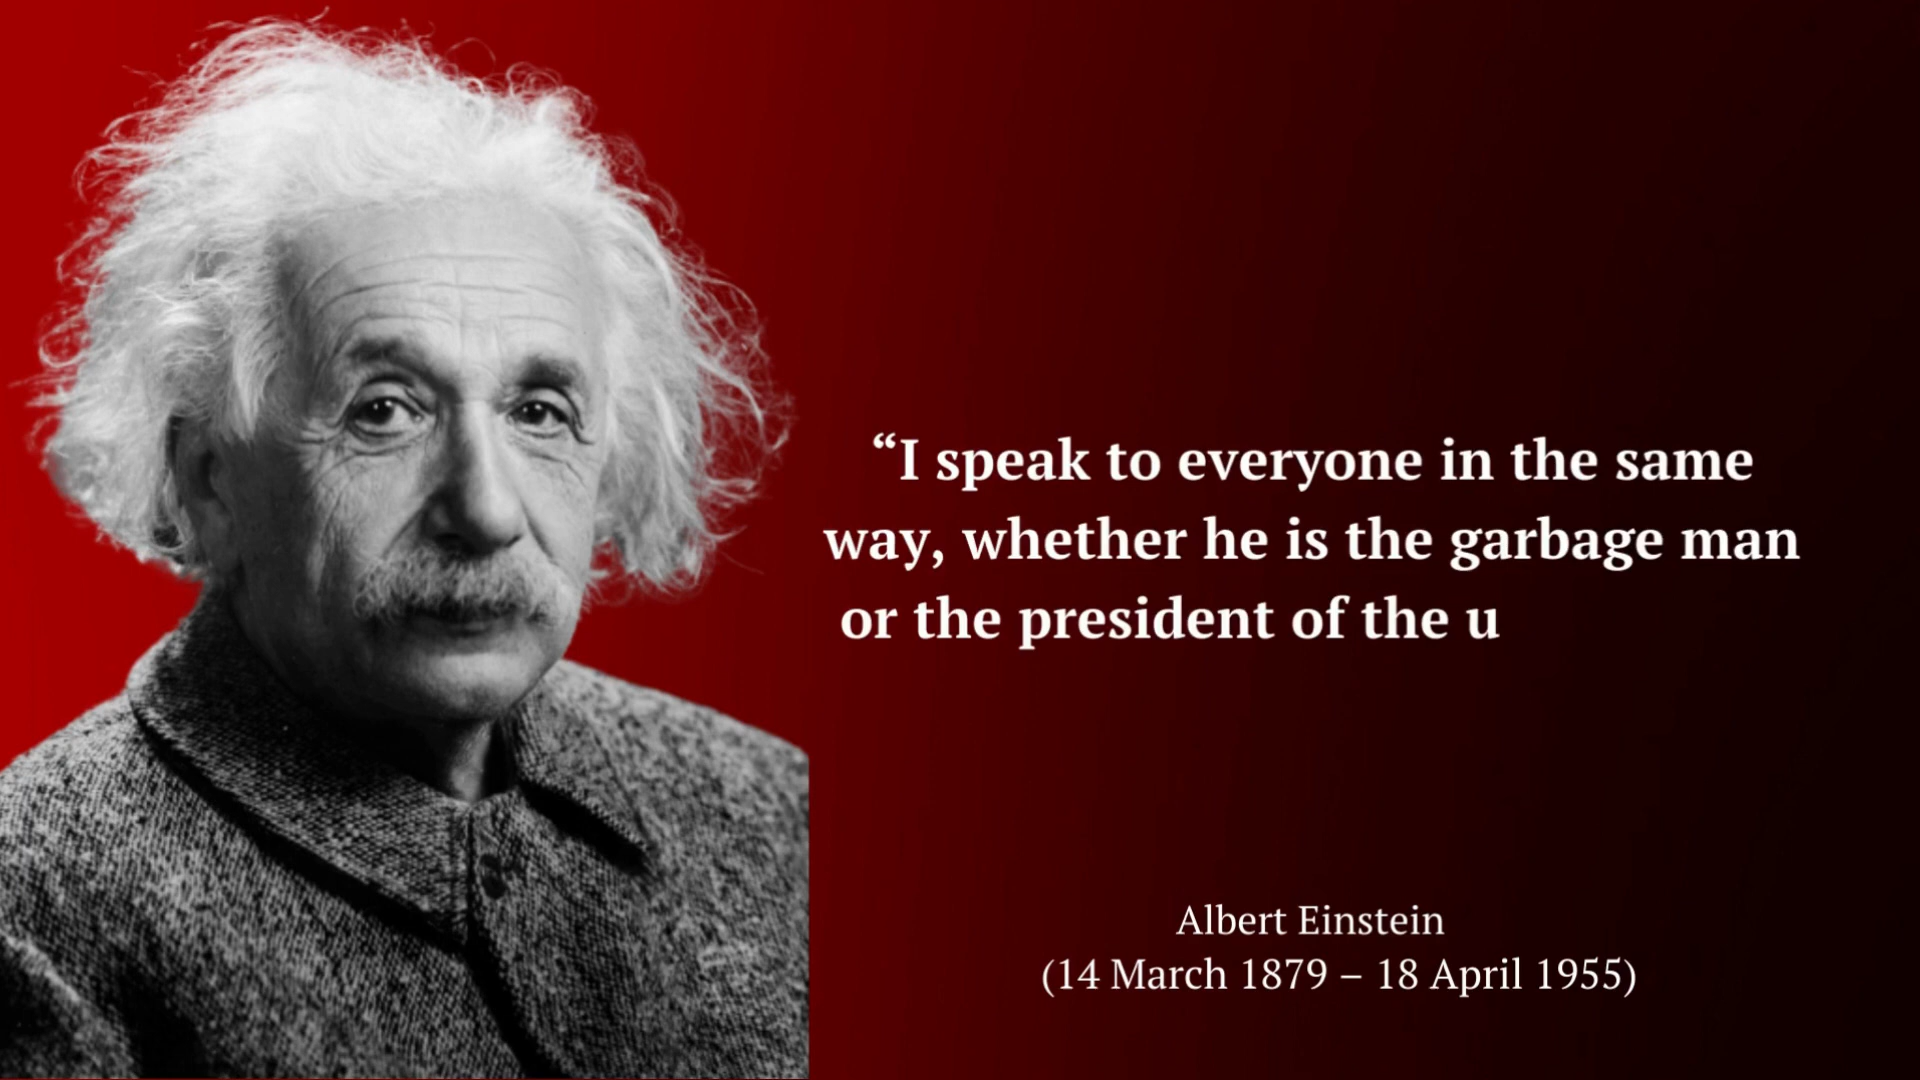 “I speak to everyone in the same
way, whether he is the garbage man
or the president of the u
Albert Einstein
(14 March 1879 – 18 April 1955)